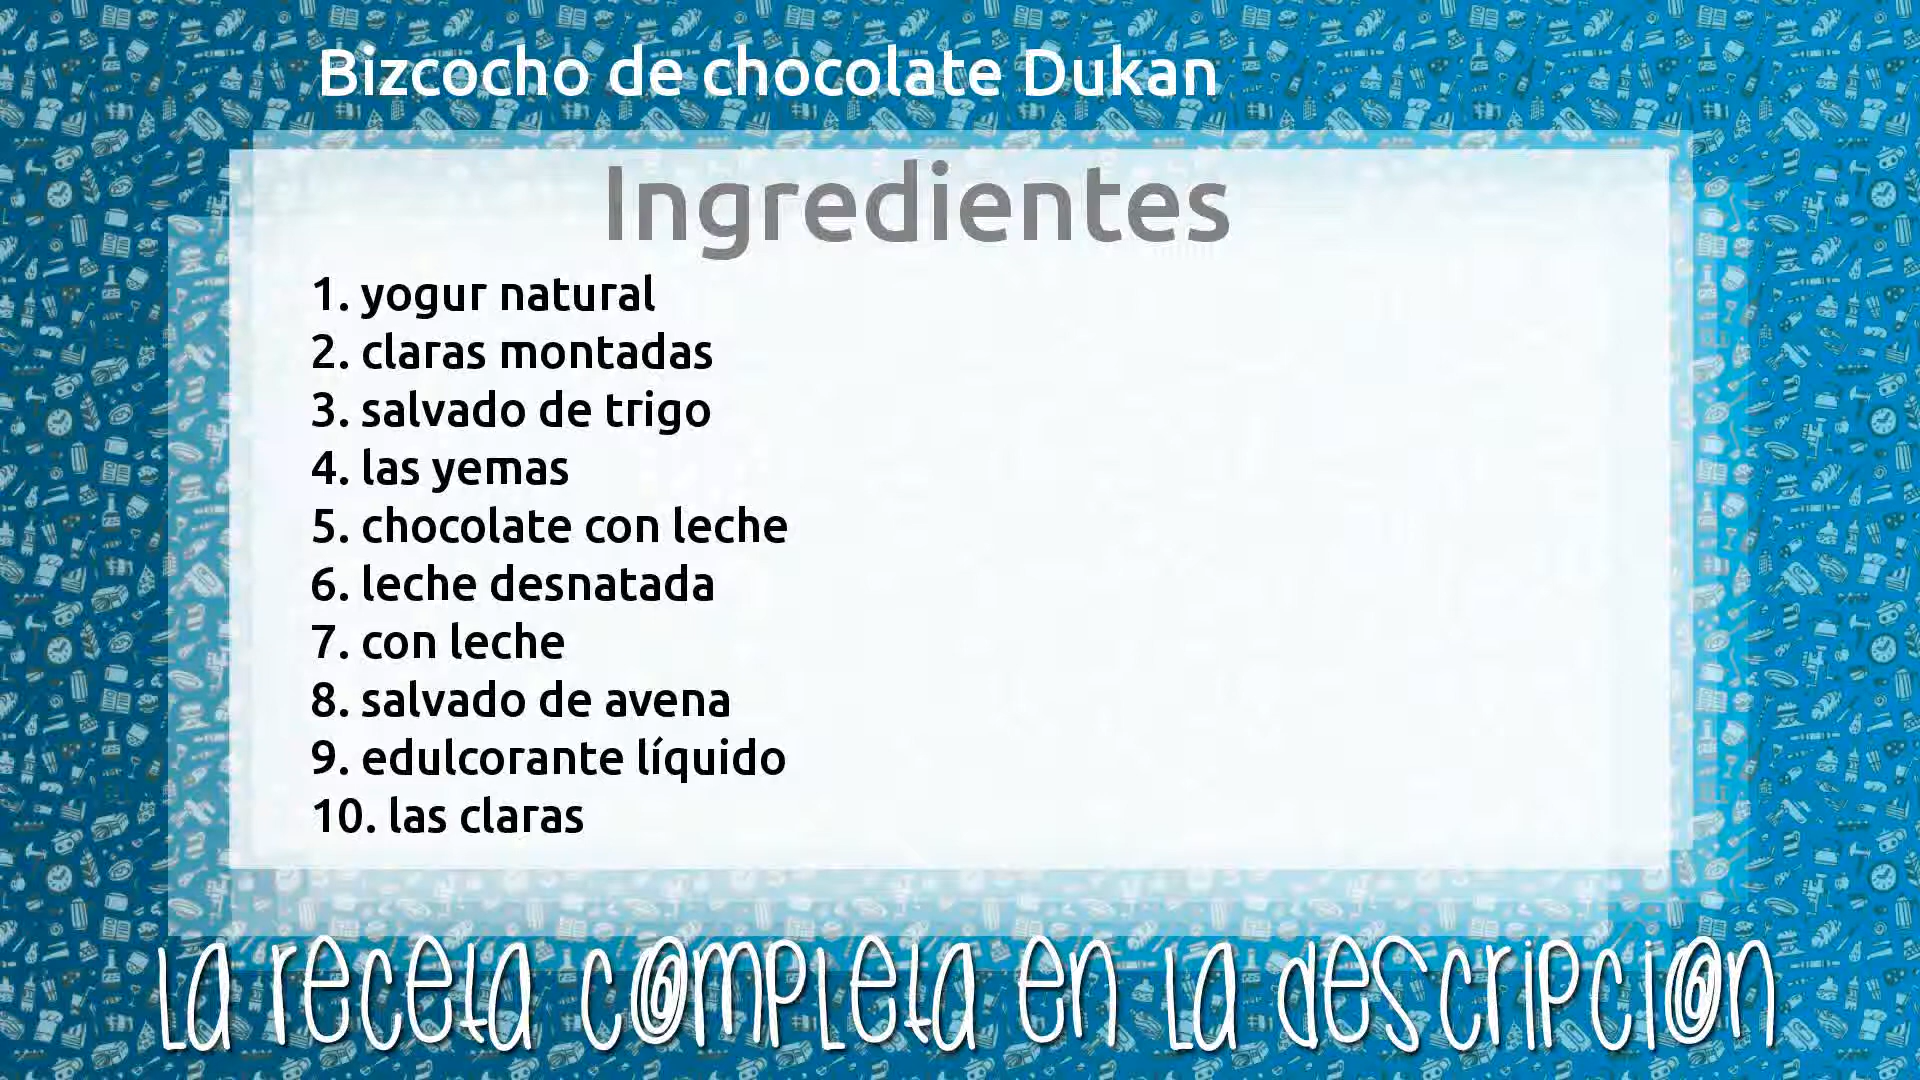 Bizcocho de chocolate Dukan
Ingredientes
1. yogur natural
2. claras montadas
3. salvado de trigo
4. las yemas
5. chocolate con leche
6. leche desnatada
7. con leche
8. salvado de avena
9. edulcorante líquido
10. las claras
La receta c@mpleta en la descripci@n